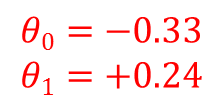 θ₀ = −0.33
θ₁ = +0.24